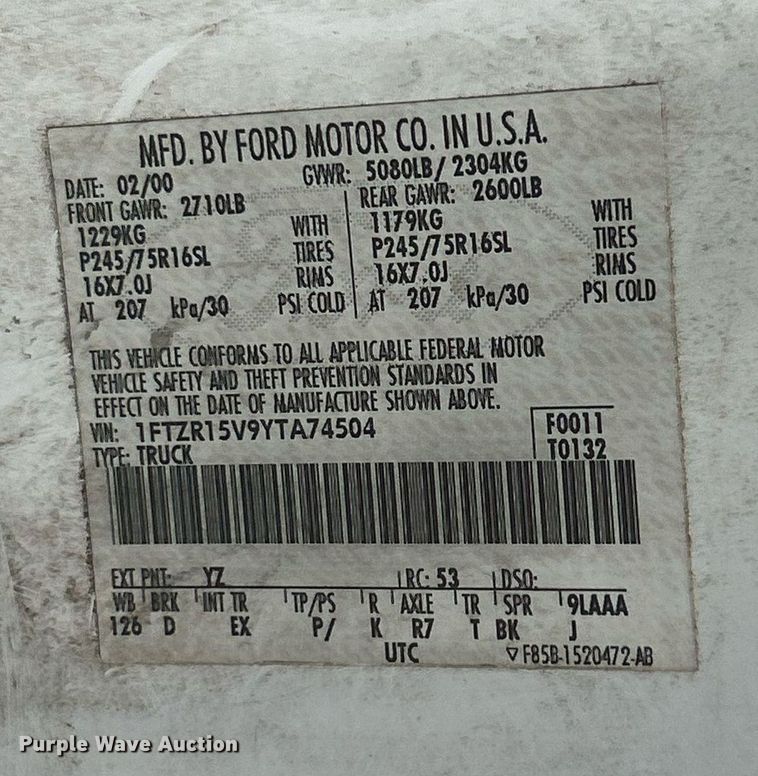 MFD. BY FORD MOTOR CO. IN U.S.A.
DATE: 02/00 GVWR: 5080LB/ 2304KG
FRONT GAWR: 2710LB REAR GAWR: 2600LB
1229KG WITH 1179KG WITH
P245/75R16SL TIRES P245/75R16SL TIRES
16X7.0J RIMS 16X7.0J RIMS
AT 207 kPa/30 PSI COLD AT 207 kPa/30 PSI COLD
THIS VEHICLE CONFORMS TO ALL APPLICABLE FEDERAL MOTOR
VEHICLE SAFETY AND THEFT PREVENTION STANDARDS IN
EFFECT ON THE DATE OF MANUFACTURE SHOWN ABOVE.
VIN: 1FTZR15V9YTA74504 F0011
TYPE: TRUCK T0132
EXT PNT: YZ RC: 53 DSO:
WB BRK INT TR TP/PS R AXLE TR SPR 9LAAA
126 D EX P/ K R7 T BK J
UTC F85B-1520472-AB
Purple Wave Auction